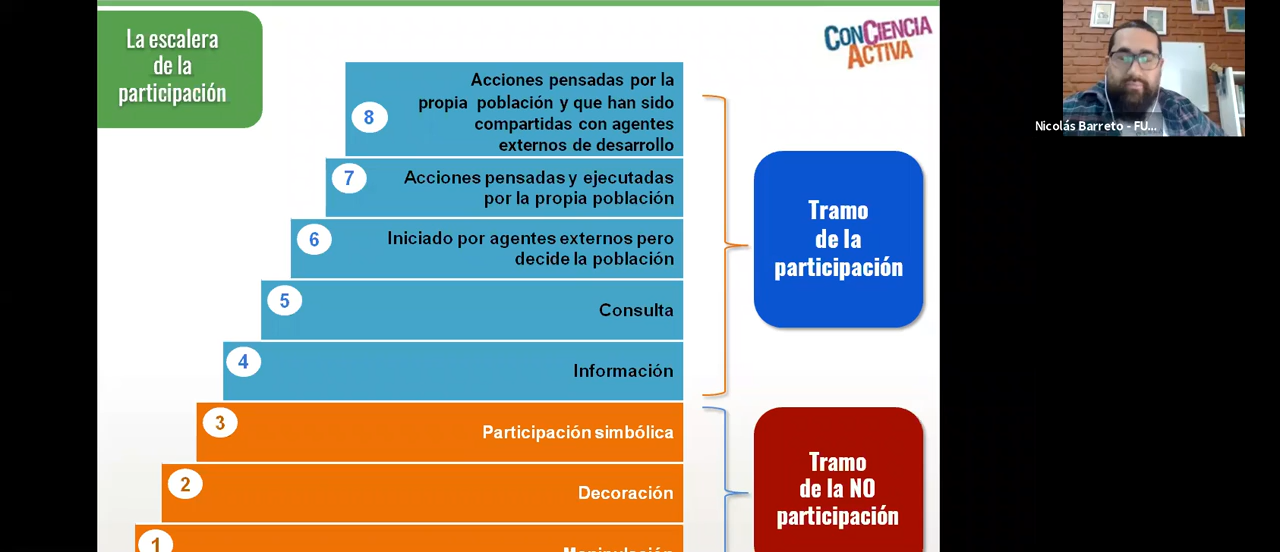 La escalera
de la
participación
CONCIENCIA
ACTIVA
Nicolás Barreto - FU...
8
Acciones pensadas por la
propia población y que han sido
compartidas con agentes
externos de desarrollo
7
Acciones pensadas y ejecutadas
por la propia población
6
Iniciado por agentes externos pero
decide la población
5
Consulta
4
Información
Tramo
de la
participación
3
Participación simbólica
2
Decoración
1
Tramo
de la NO
participación